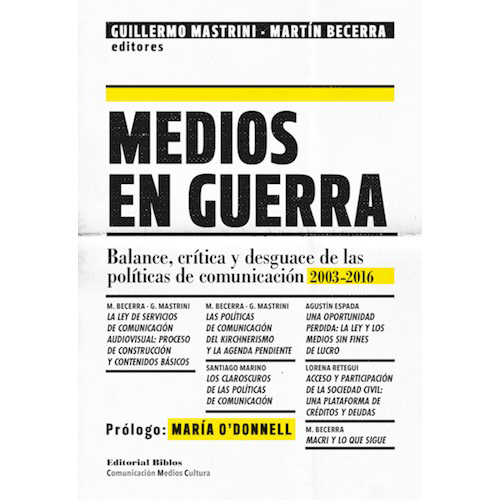 GUILLERMO MASTRINI · MARTÍN BECERRA
editores
MEDIOS
EN GUERRA
Balance, crítica y desguace de las
políticas de comunicación 2003-2016
M. BECERRA - G. MASTRINI
LA LEY DE SERVICIOS
DE COMUNICACIÓN
AUDIOVISUAL: PROCESO
DE CONSTRUCCIÓN
Y CONTENIDOS BÁSICOS
M. BECERRA - G. MASTRINI
LAS POLÍTICAS
DE COMUNICACIÓN
DEL KIRCHNERISMO
Y LA AGENDA PENDIENTE
SANTIAGO MARINO
LOS CLAROSCUROS
DE LAS POLÍTICAS
DE COMUNICACIÓN
AGUSTÍN ESPADA
UNA OPORTUNIDAD
PERDIDA: LA LEY Y LOS
MEDIOS SIN FINES
DE LUCRO
LORENA RETEGUI
ACCESO Y PARTICIPACIÓN
DE LA SOCIEDAD CIVIL:
UNA PLATAFORMA DE
CRÉDITOS Y DEUDAS
M. BECERRA
MACRI Y LO QUE SIGUE
Prólogo: MARÍA O'DONNELL
Editorial Biblos
Comunicación Medios Cultura